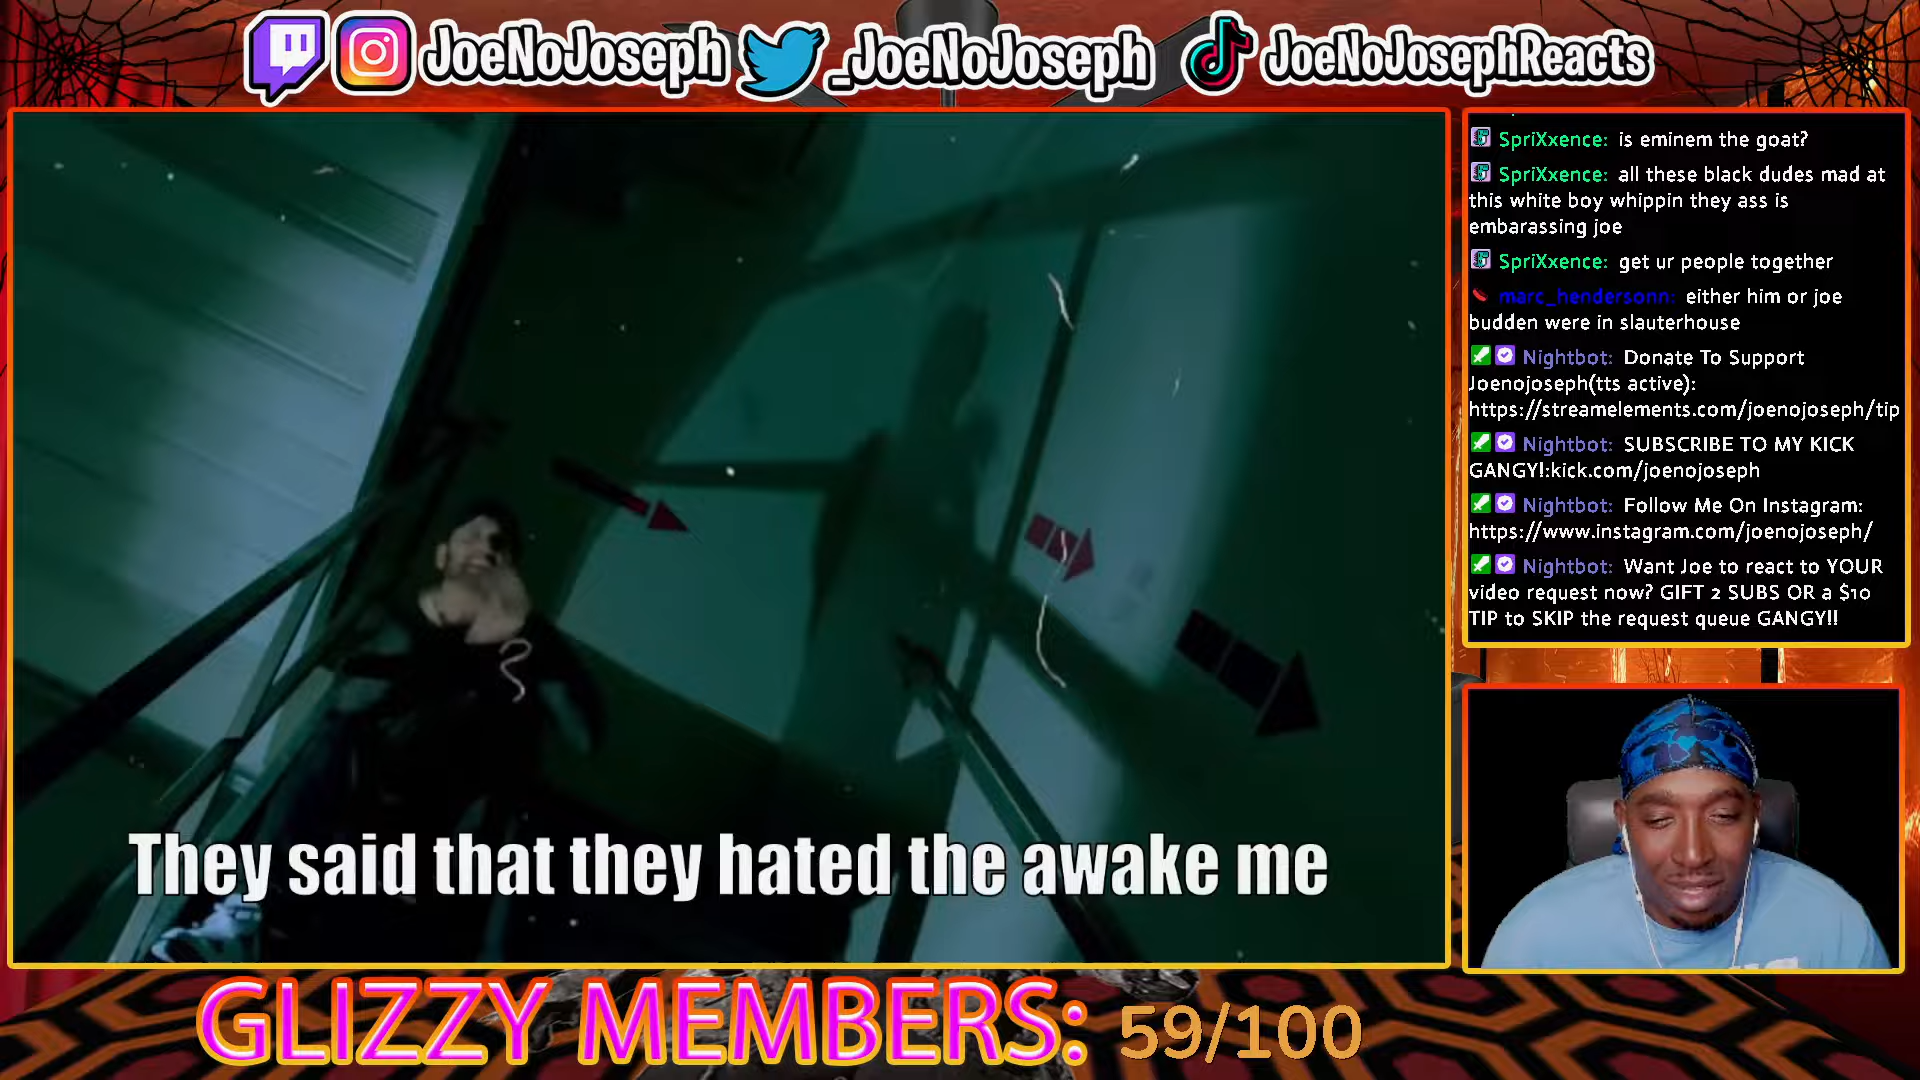 JoeNoJoseph _JoeNoJoseph JoeNoJosephReacts
SpriXxence: is eminem the goat?
SpriXxence: all these black dudes mad at
this white boy whippin they ass is
embarassing joe
SpriXxence: get ur people together
marc_hendersonn: either him or joe
budden were in slauterhouse
Nightbot: Donate To Support
Joenojoseph(tts active):
https://streamelements.com/joenojoseph/tip
Nightbot: SUBSCRIBE TO MY KICK
GANGY!:kick.com/joenojoseph
Nightbot: Follow Me On Instagram:
https://www.instagram.com/joenojoseph/
Nightbot: Want Joe to react to YOUR
video request now? GIFT 2 SUBS OR a $10
TIP to SKIP the request queue GANGY!!
They said that they hated the awake me
GLIZZY MEMBERS: 59/100